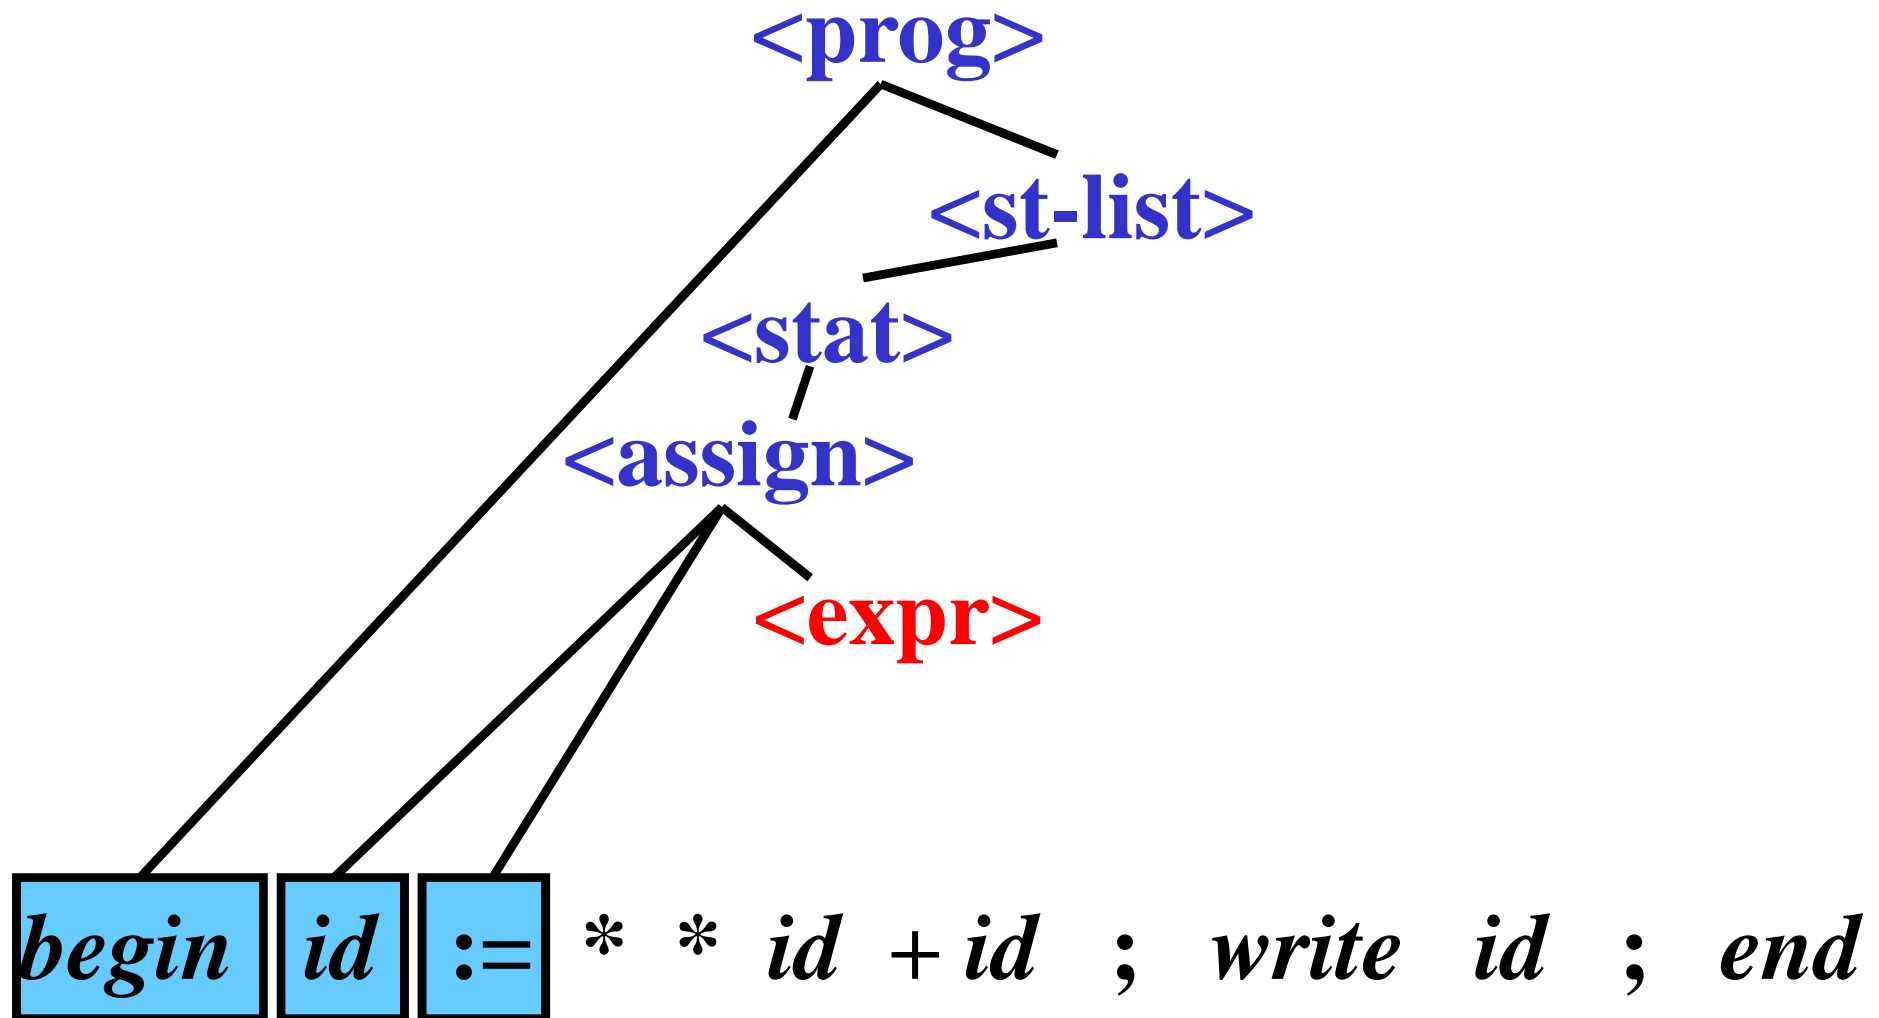 <prog>
<st-list>
<stat>
<assign>
<expr>
begin id := * * id + id ; write id ; end